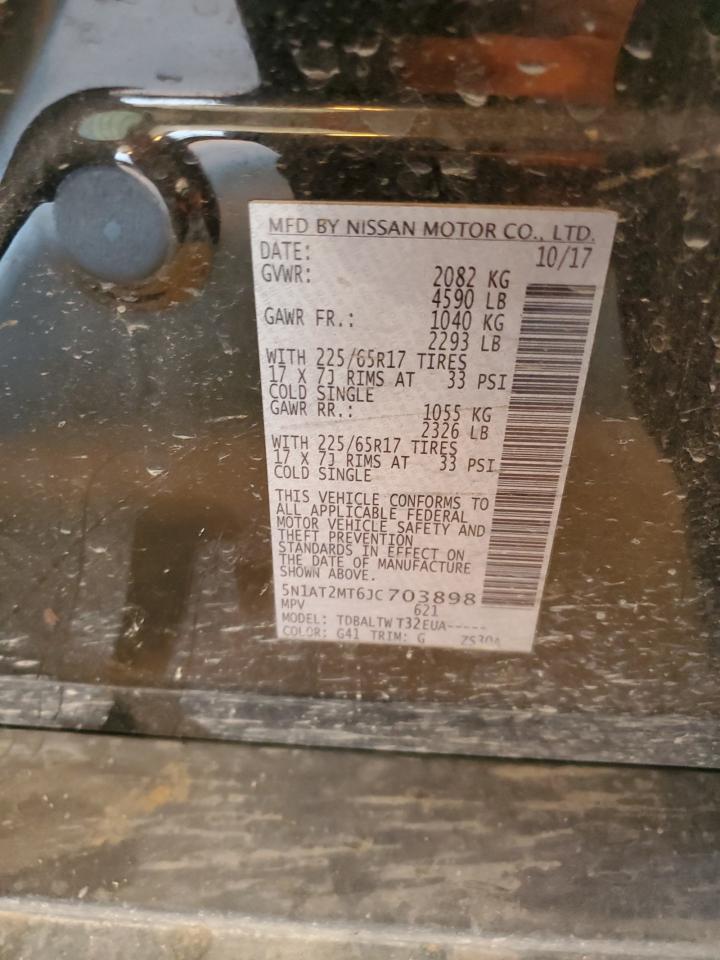 MFD BY NISSAN MOTOR CO., LTD.
DATE: 10/17
GVWR: 2082 KG
4590 LB
GAWR FR.: 1040 KG
2293 LB
WITH 225/65R17 TIRES
17 X 7J RIMS AT 33 PSI
COLD SINGLE
GAWR RR.: 1055 KG
2326 LB
WITH 225/65R17 TIRES
17 X 7J RIMS AT 33 PSI
COLD SINGLE
THIS VEHICLE CONFORMS TO
ALL APPLICABLE FEDERAL
MOTOR VEHICLE SAFETY AND
THEFT PREVENTION
STANDARDS IN EFFECT ON
THE DATE OF MANUFACTURE
SHOWN ABOVE.
5N1AT2MT6JC703898
MPV 621
MODEL: TDBALTW T32EUA-----
COLOR: G41 TRIM: G ZS30A